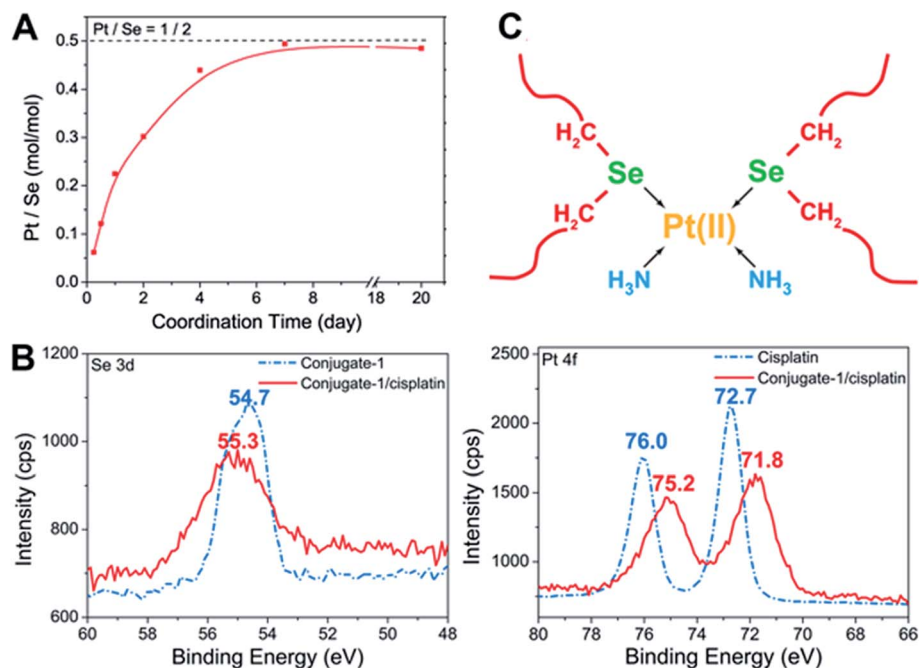 A
Pt / Se = 1 / 2
0.5
0.4
0.3
0.2
0.1
0.0
0 2 4 6 8 18 20
Pt / Se (mol/mol)
Coordination Time (day)
C
H₂C
Se
H₂C
CH₂
Se
CH₂
Pt(II)
H₃N
NH₃
B
Se 3d
Conjugate-1
Conjugate-1/cisplatin
54.7
55.3
1200
1000
800
600
60 58 56 54 52 50 48
Intensity (cps)
Binding Energy (eV)
Pt 4f
Cisplatin
Conjugate-1/cisplatin
72.7
76.0
71.8
75.2
2500
2000
1500
1000
80 78 76 74 72 70 68 66
Intensity (cps)
Binding Energy (eV)